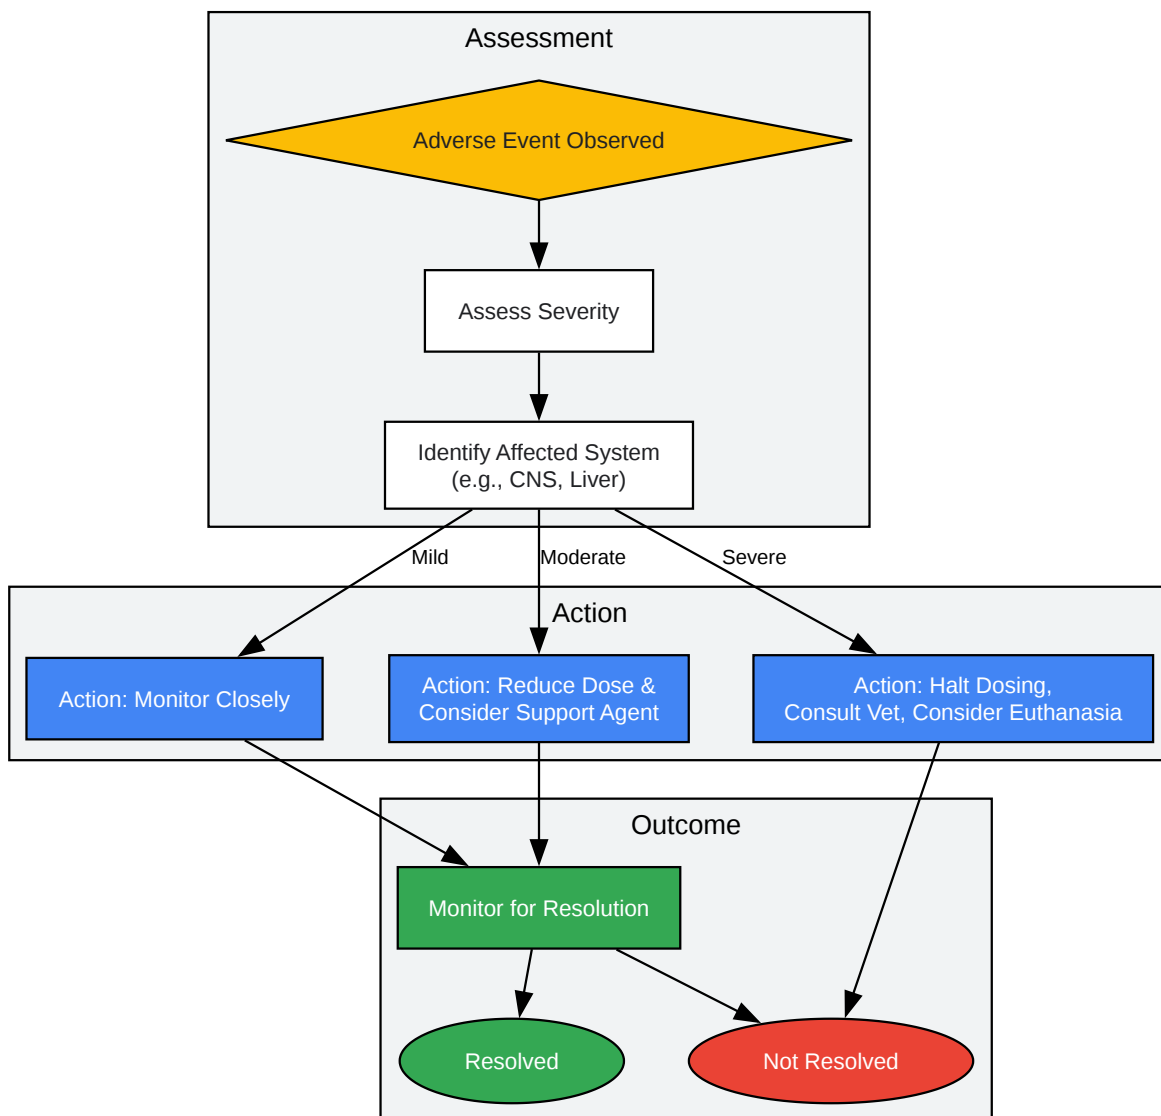 Assessment
Adverse Event Observed
Assess Severity
Identify Affected System
(e.g., CNS, Liver)
Mild
Moderate
Severe
Action
Action: Monitor Closely
Action: Reduce Dose &
Consider Support Agent
Action: Halt Dosing,
Consult Vet, Consider Euthanasia
Outcome
Monitor for Resolution
Resolved
Not Resolved